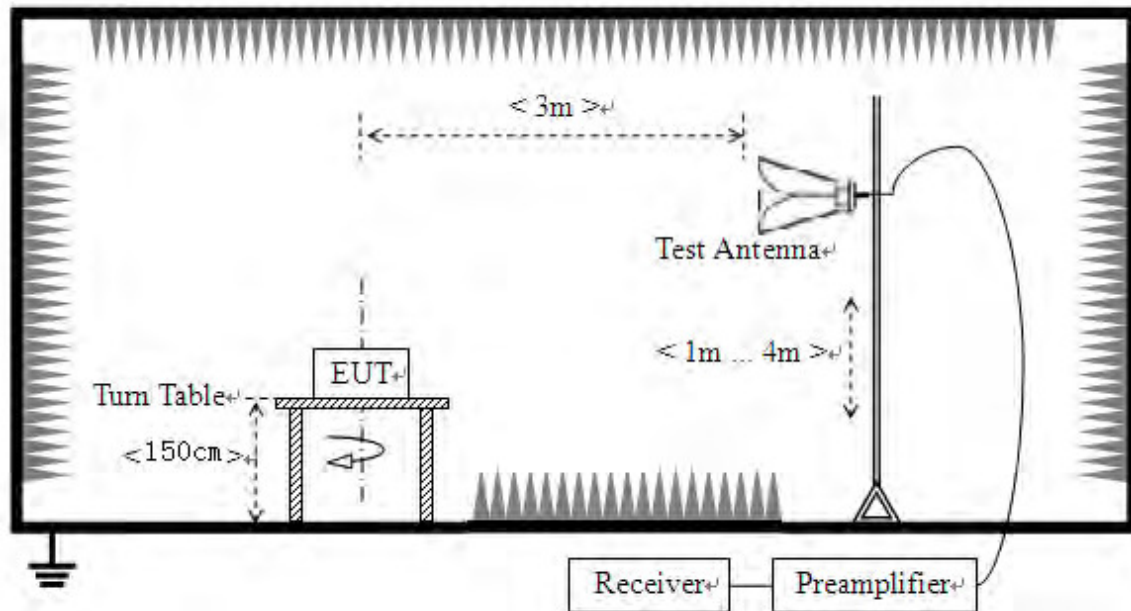 < 3m >
Test Antenna
< 1m ... 4m >
EUT
Turn Table
<150cm>
Receiver
Preamplifier